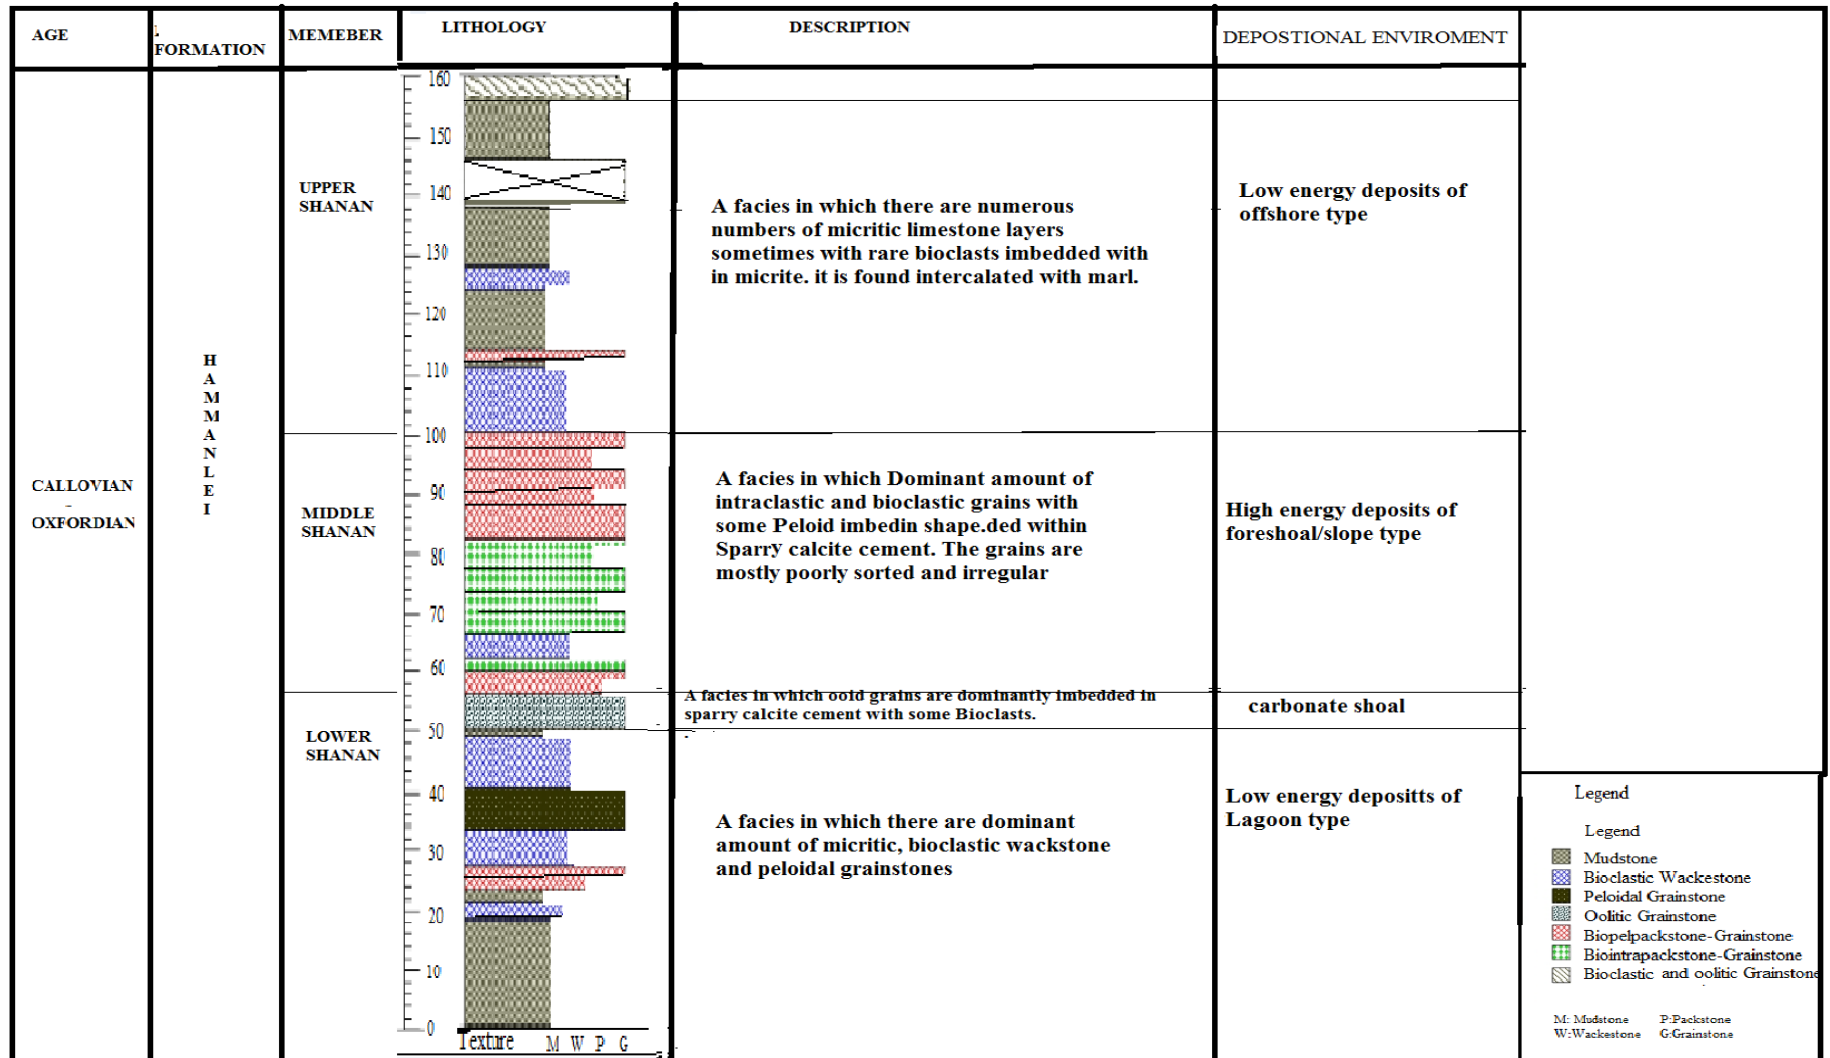 AGE
FORMATION
MEMEBER
LITHOLOGY
DESCRIPTION
DEPOSTIONAL ENVIROMENT
CALLOVIAN
-
OXFORDIAN
H
A
M
M
A
N
L
E
I
UPPER
SHANAN
MIDDLE
SHANAN
LOWER
SHANAN
160
150
140
130
120
110
100
90
80
70
60
50
40
30
20
10
0
Texture M W P G
A facies in which there are numerous
numbers of micritic limestone layers
sometimes with rare bioclasts imbedded with
in micrite. it is found intercalated with marl.
A facies in which Dominant amount of
intraclastic and bioclastic grains with
some Peloid imbedin shape.ded within
Sparry calcite cement. The grains are
mostly poorly sorted and irregular
A facies in which ooid grains are dominantly imbedded in
sparry calcite cement with some Bioclasts.
A facies in which there are dominant
amount of micritic, bioclastic wackstone
and peloidal grainstones
Low energy deposits of
offshore type
High energy deposits of
foreshoal/slope type
carbonate shoal
Low energy depositts of
Lagoon type
Legend
Legend
Mudstone
Bioclastic Wackestone
Peloidal Grainstone
Oolitic Grainstone
Biopelpackstone-Grainstone
Biointrapackstone-Grainstone
Bioclastic and oolitic Grainstone
M: Mudstone P:Packstone
W:Wackestone G:Grainstone